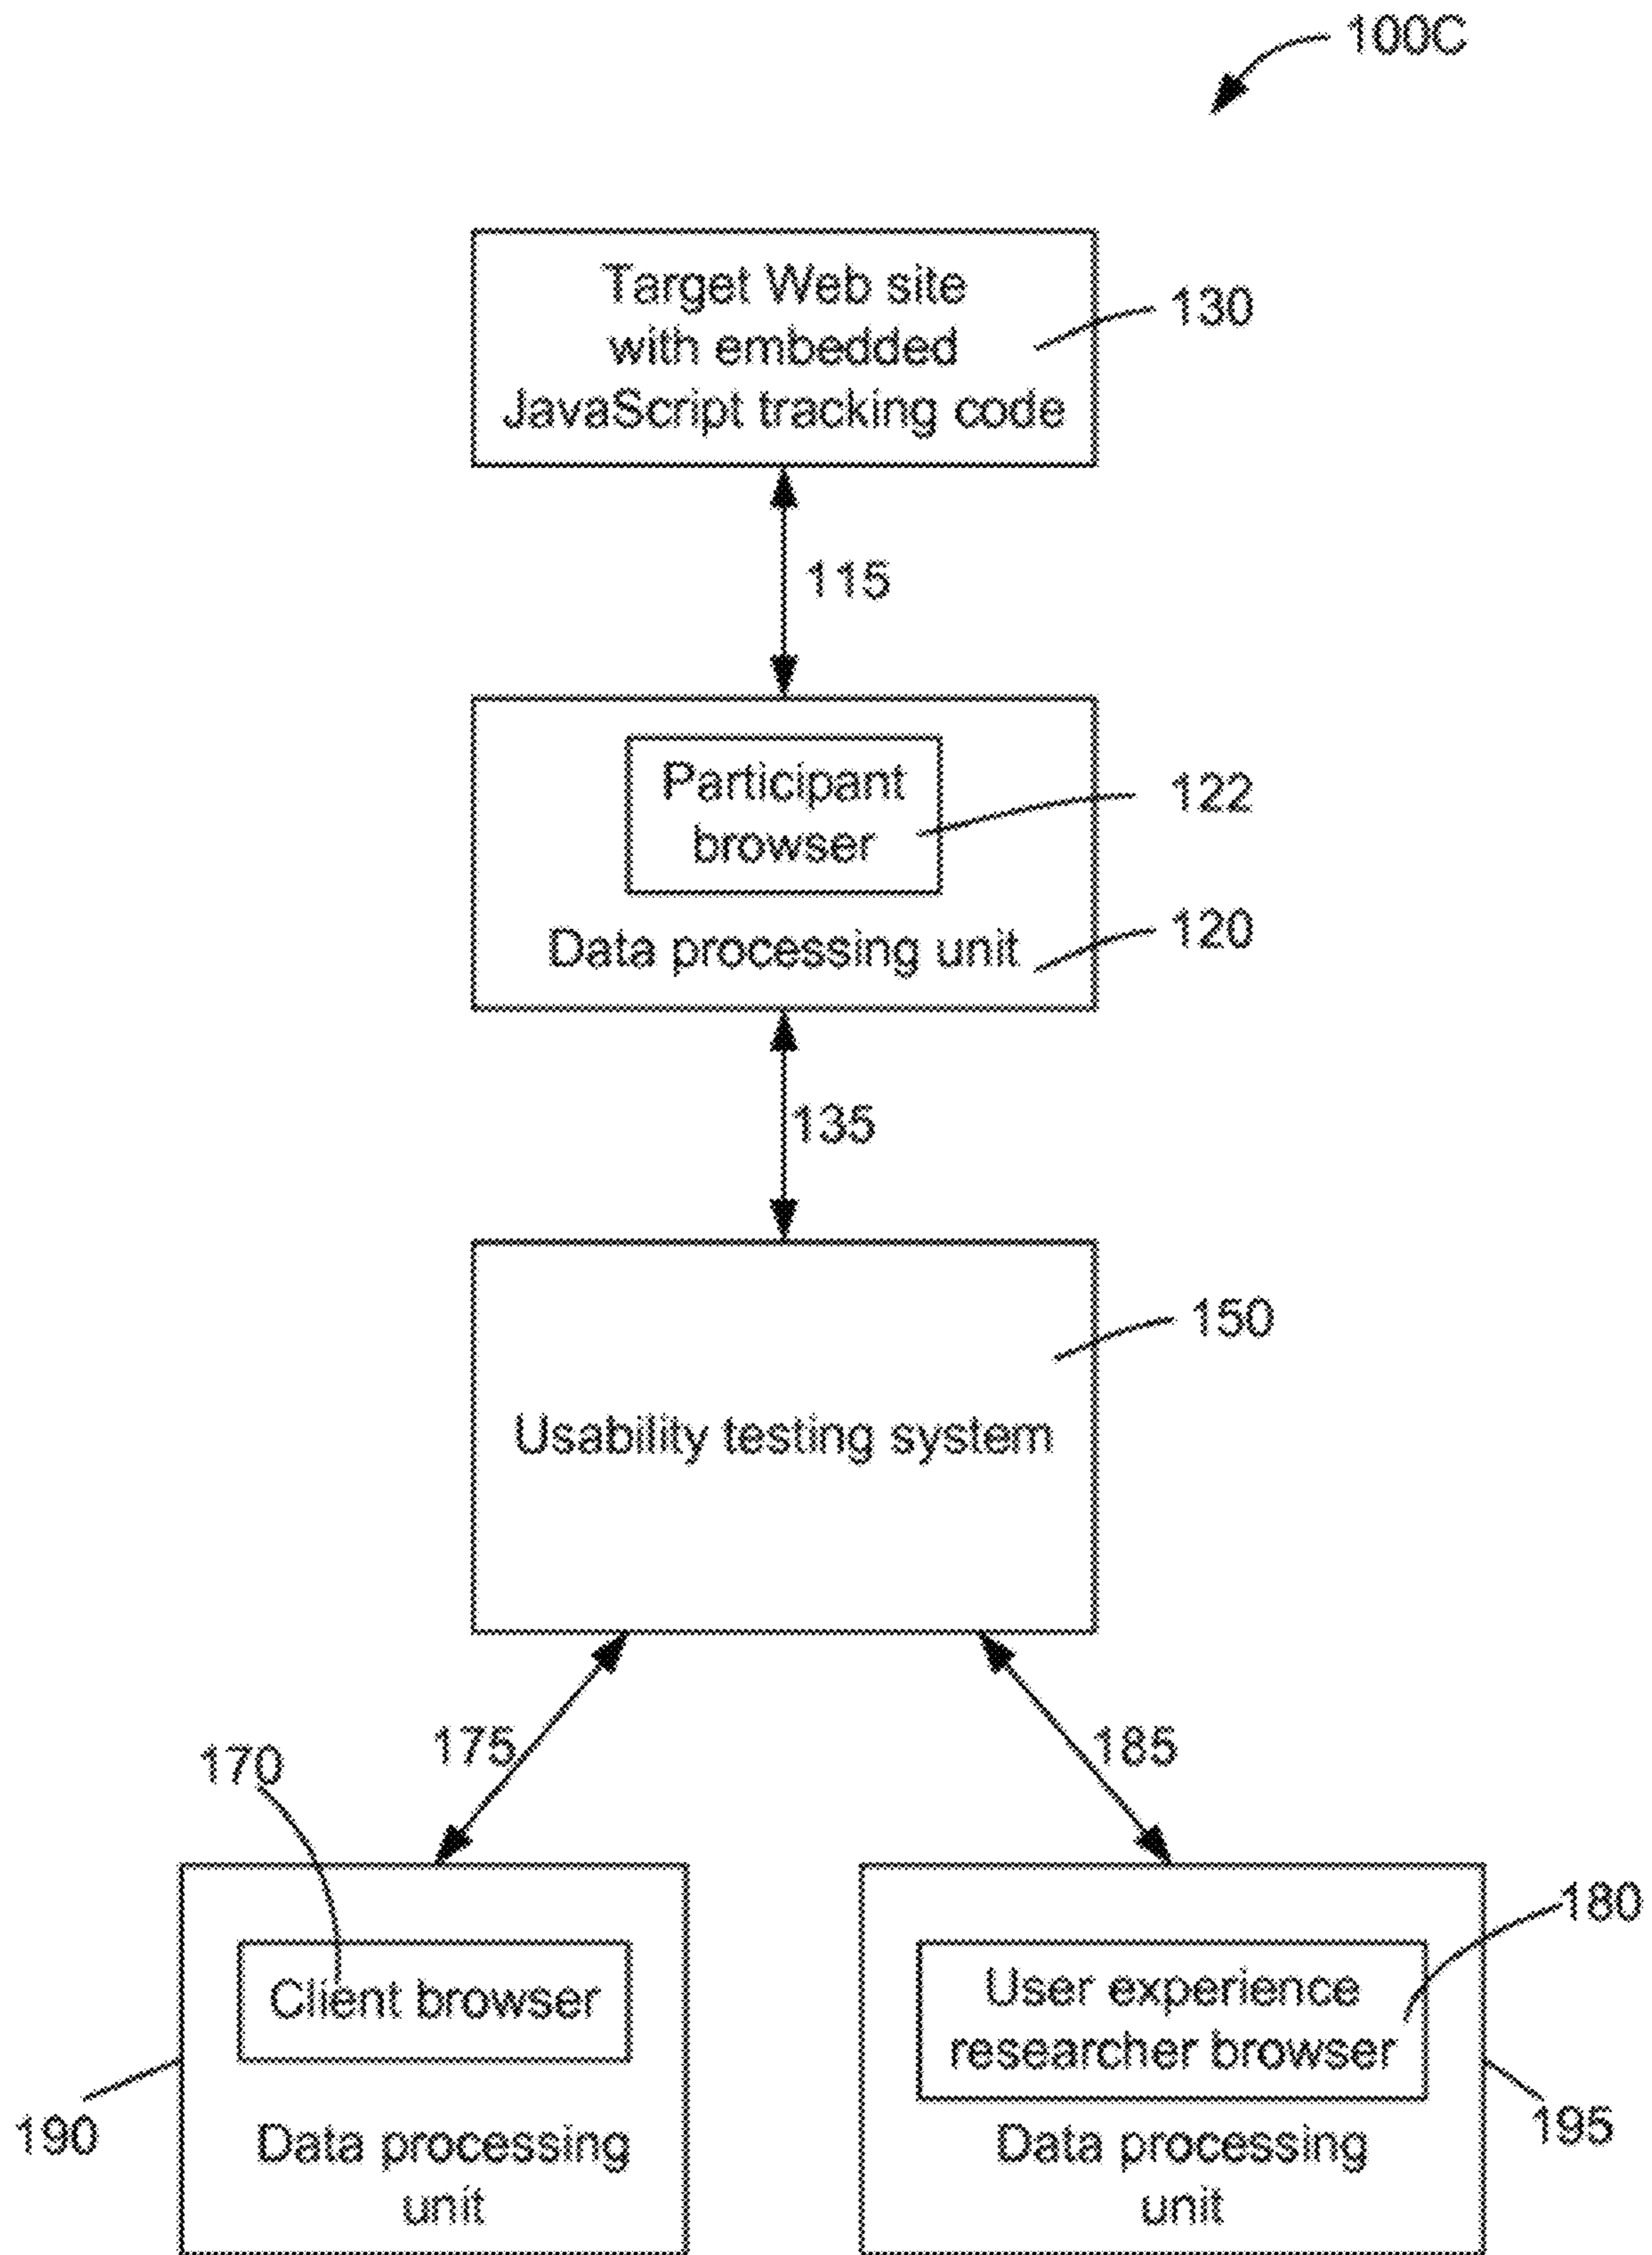 100C
Target Web site
with embedded
JavaScript tracking code
130
115
Participant
browser
122
Data processing unit
120
135
150
Usability testing system
175
185
170
180
Client browser
User experience
researcher browser
190
195
Data processing
unit
Data processing
unit